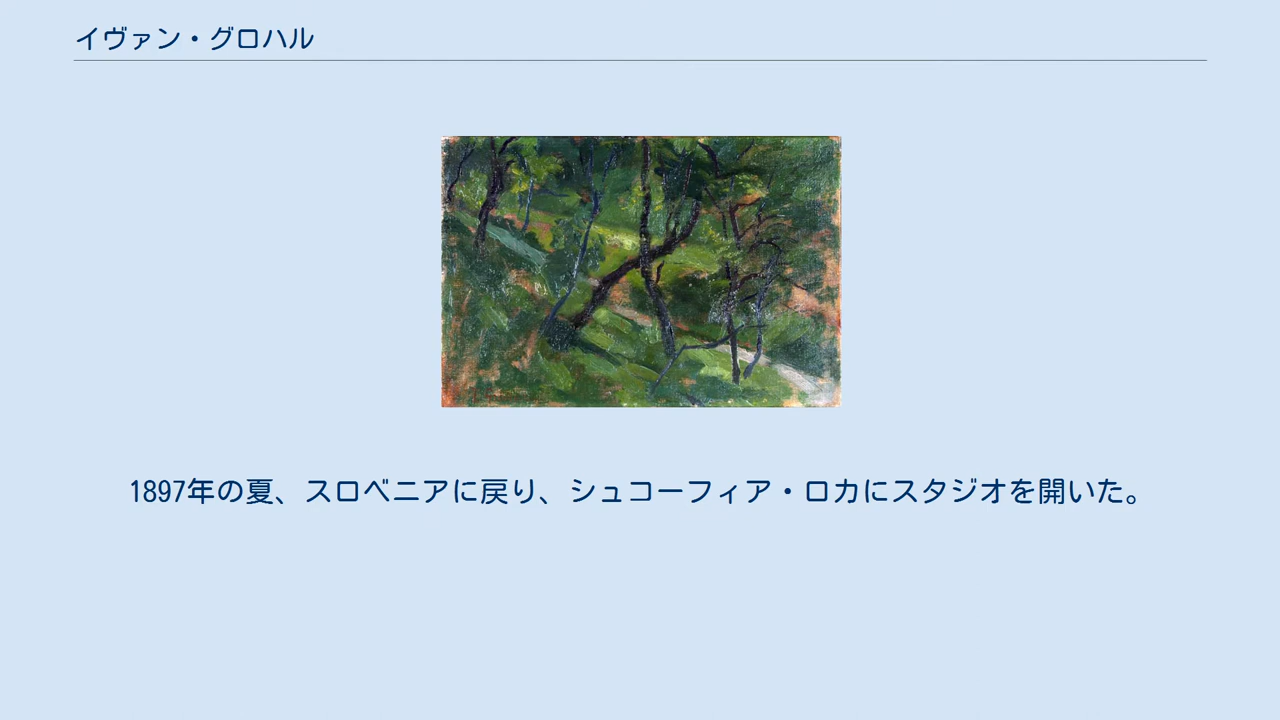 イヴァン・グロハル
1897年の夏、スロベニアに戻り、シュコーフィア・ロカにスタジオを開いた。